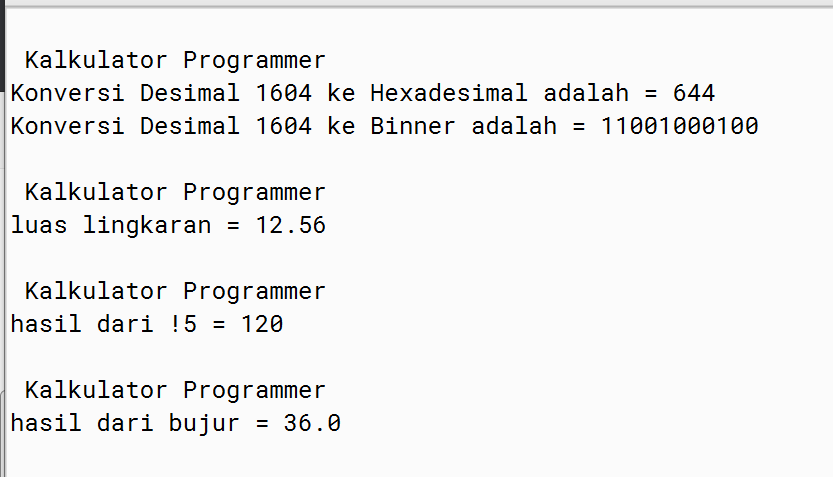 Kalkulator Programmer
Konversi Desimal 1604 ke Hexadesimal adalah = 644
Konversi Desimal 1604 ke Binner adalah = 11001000100
Kalkulator Programmer
luas lingkaran = 12.56
Kalkulator Programmer
hasil dari !5 = 120
Kalkulator Programmer
hasil dari bujur = 36.0